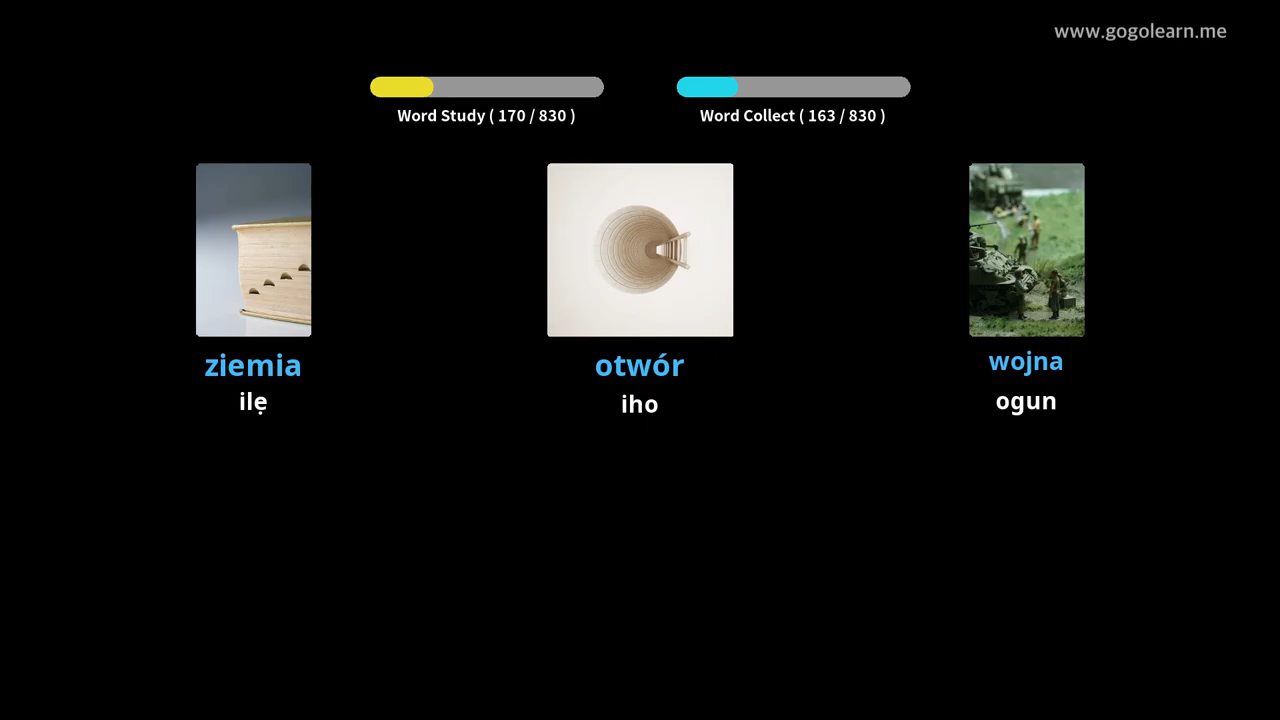 www.gogolearn.me
Word Study ( 170 / 830 )
Word Collect ( 163 / 830 )
ziemia
ilẹ
otwór
iho
wojna
ogun